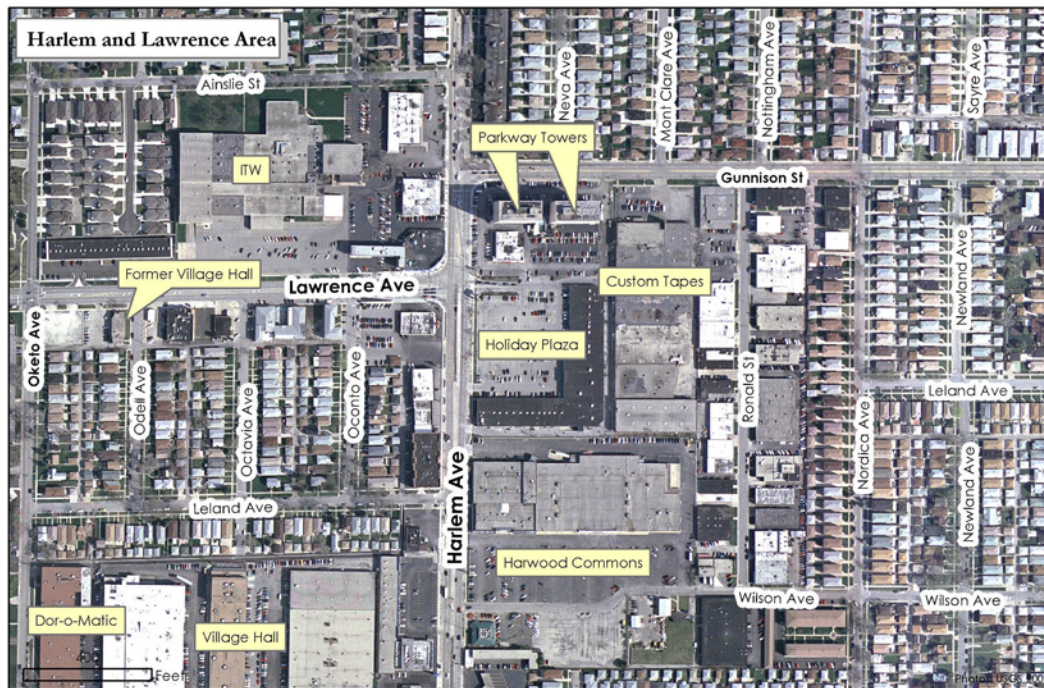 Harlem and Lawrence Area
Ainslie St
Neva Ave
Mont Clare Ave
Nottingham Ave
Sayre Ave
Parkway Towers
ITW
Gunnison St
Former Village Hall
Lawrence Ave
Custom Tapes
Newland Ave
Holiday Plaza
Oketo Ave
Odell Ave
Octavia Ave
Oconto Ave
Ronald St
Leland Ave
Nordica Ave
Harlem Ave
Leland Ave
Newland Ave
Harwood Commons
Wilson Ave
Wilson Ave
Dor-o-Matic
Village Hall
Feet
Photo: USGS